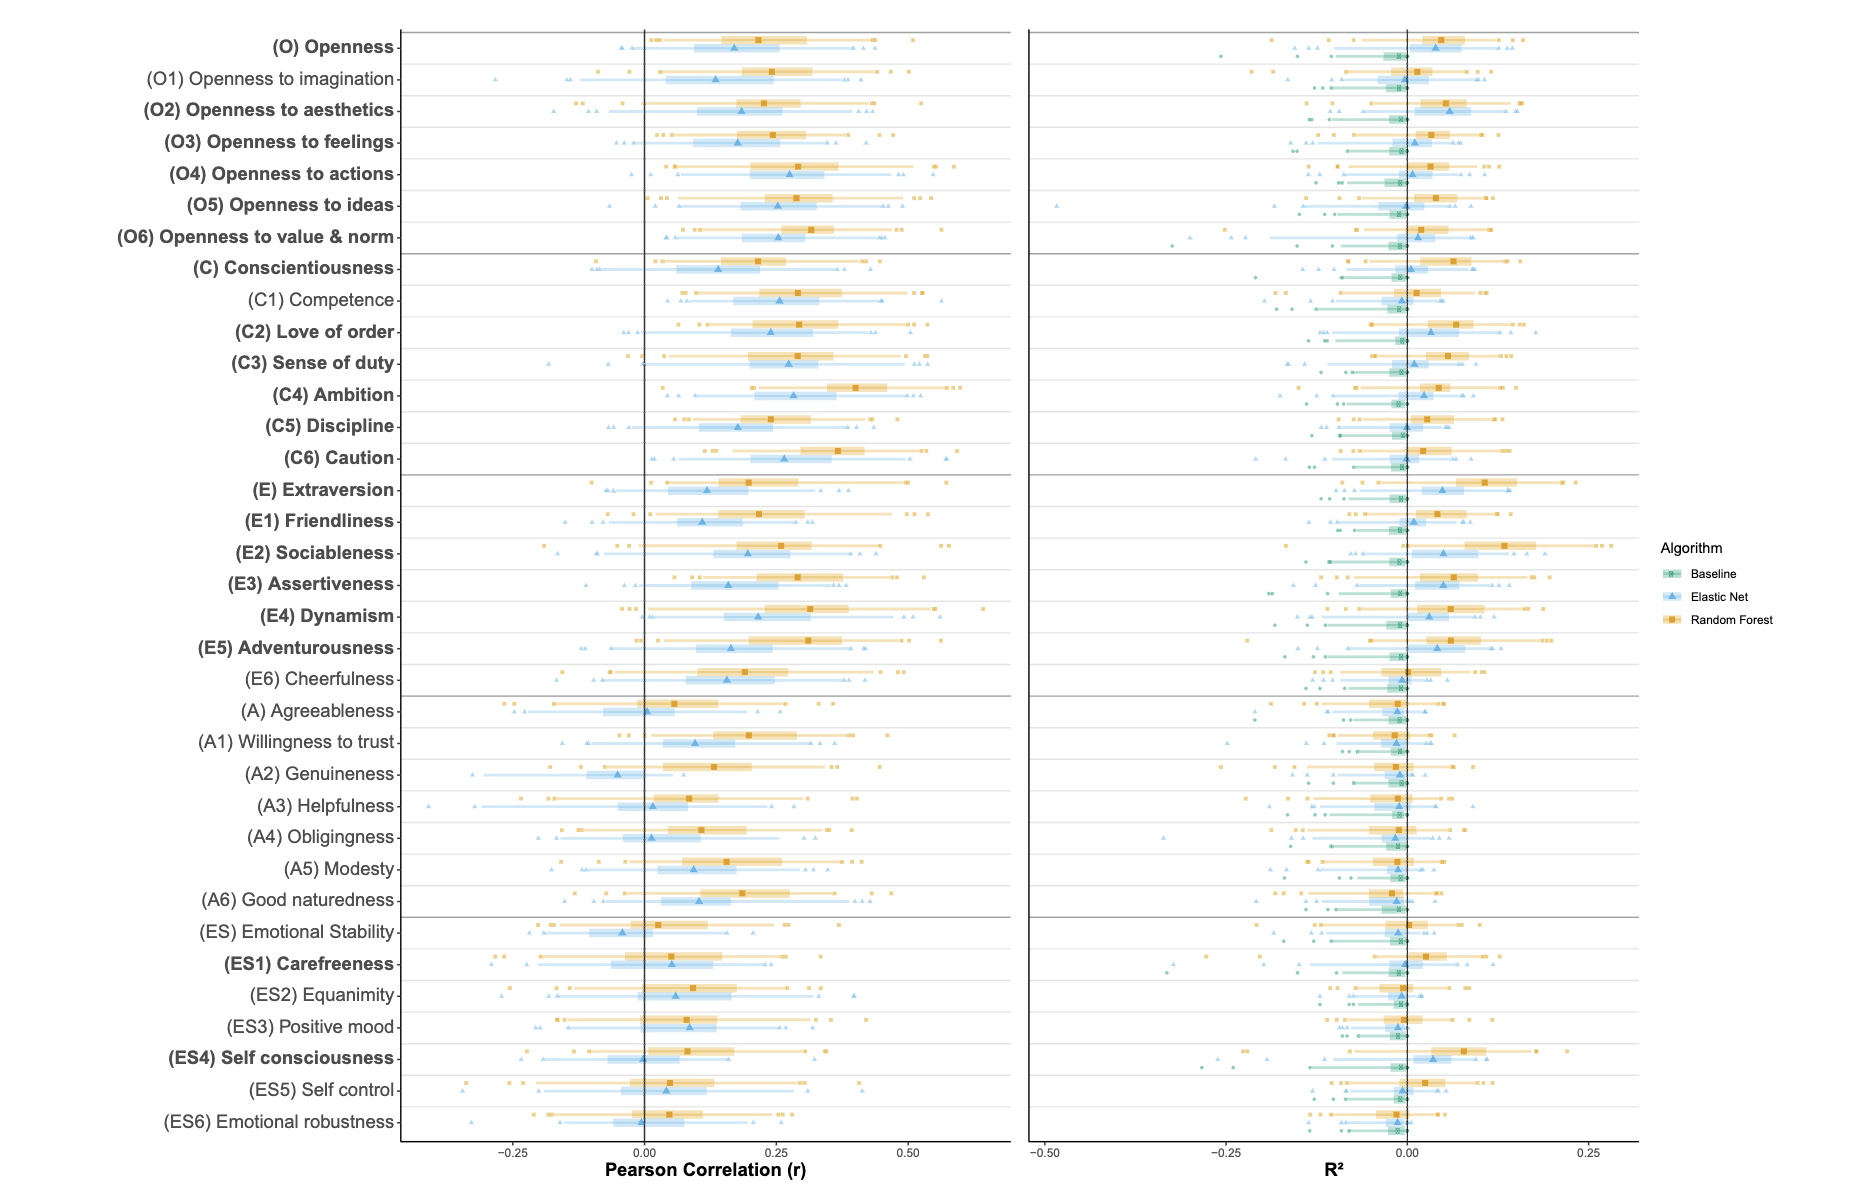 (O) Openness
(O1) Openness to imagination
(O2) Openness to aesthetics
(O3) Openness to feelings
(O4) Openness to actions
(O5) Openness to ideas
(O6) Openness to value & norm
(C) Conscientiousness
(C1) Competence
(C2) Love of order
(C3) Sense of duty
(C4) Ambition
(C5) Discipline
(C6) Caution
(E) Extraversion
(E1) Friendliness
(E2) Sociableness
(E3) Assertiveness
(E4) Dynamism
(E5) Adventurousness
(E6) Cheerfulness
(A) Agreeableness
(A1) Willingness to trust
(A2) Genuineness
(A3) Helpfulness
(A4) Obligingness
(A5) Modesty
(A6) Good naturedness
(ES) Emotional Stability
(ES1) Carefreeness
(ES2) Equanimity
(ES3) Positive mood
(ES4) Self consciousness
(ES5) Self control
(ES6) Emotional robustness
−0.25 0.00 0.25 0.50
Pearson Correlation (r)
−0.50 −0.25 0.00 0.25
R²
Algorithm
Baseline
Elastic Net
Random Forest